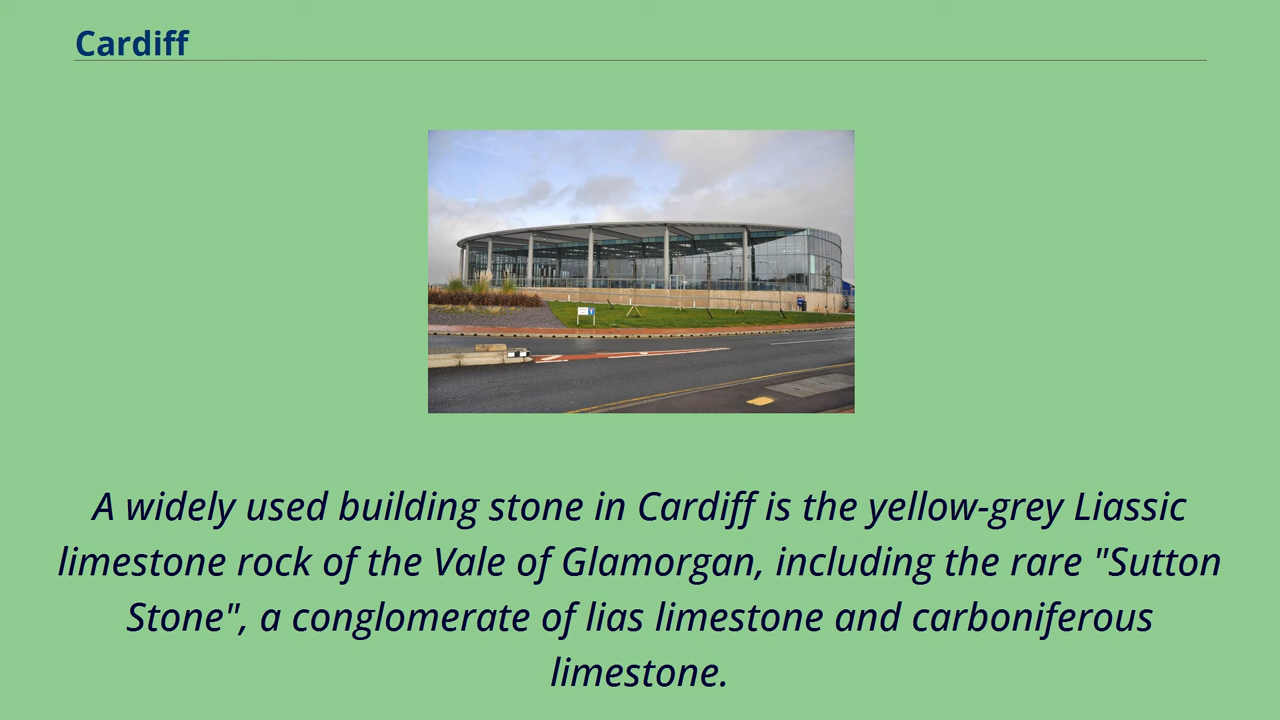 Cardiff
A widely used building stone in Cardiff is the yellow-grey Liassic
limestone rock of the Vale of Glamorgan, including the rare "Sutton
Stone", a conglomerate of lias limestone and carboniferous
limestone.